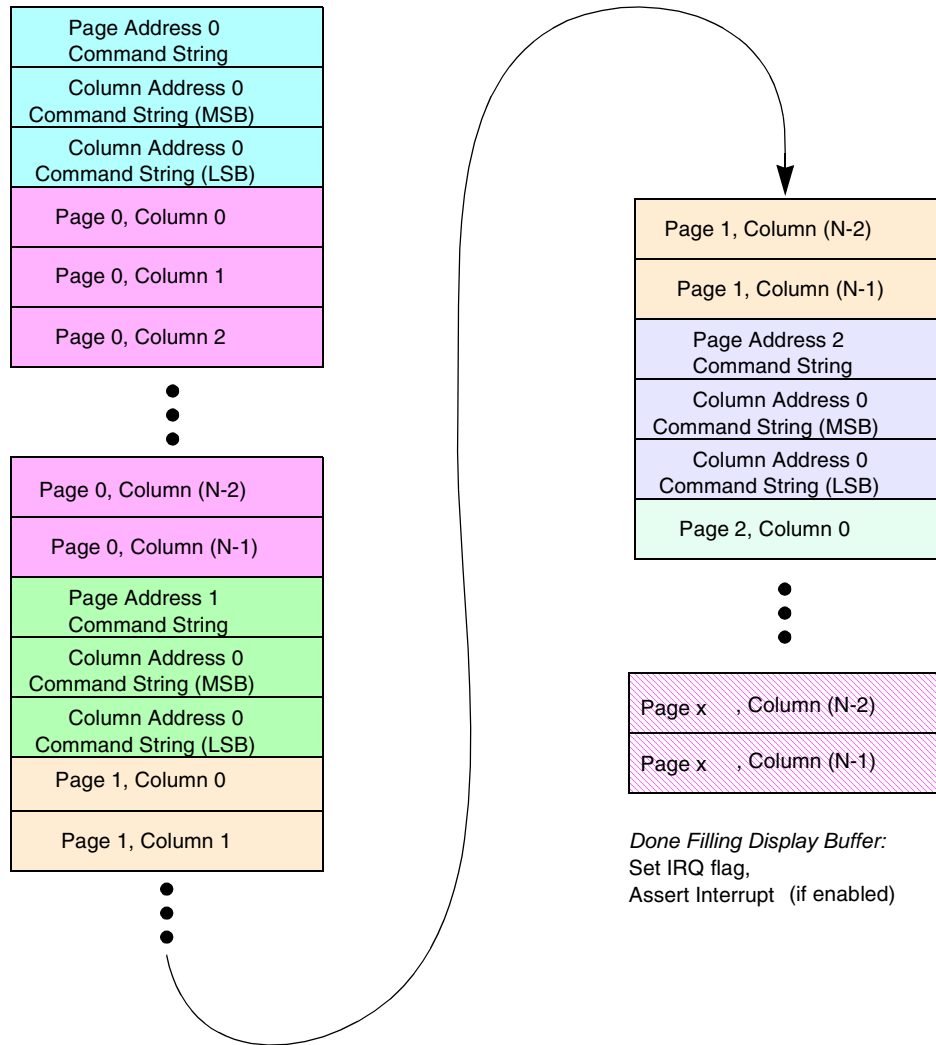 Page Address 0
Command String
Column Address 0
Command String (MSB)
Column Address 0
Command String (LSB)
Page 0, Column 0
Page 0, Column 1
Page 0, Column 2
Page 0, Column (N-2)
Page 0, Column (N-1)
Page Address 1
Command String
Column Address 0
Command String (MSB)
Column Address 0
Command String (LSB)
Page 1, Column 0
Page 1, Column 1
Page 1, Column (N-2)
Page 1, Column (N-1)
Page Address 2
Command String
Column Address 0
Command String (MSB)
Column Address 0
Command String (LSB)
Page 2, Column 0
Page x , Column (N-2)
Page x , Column (N-1)
Done Filling Display Buffer:
Set IRQ flag,
Assert Interrupt (if enabled)